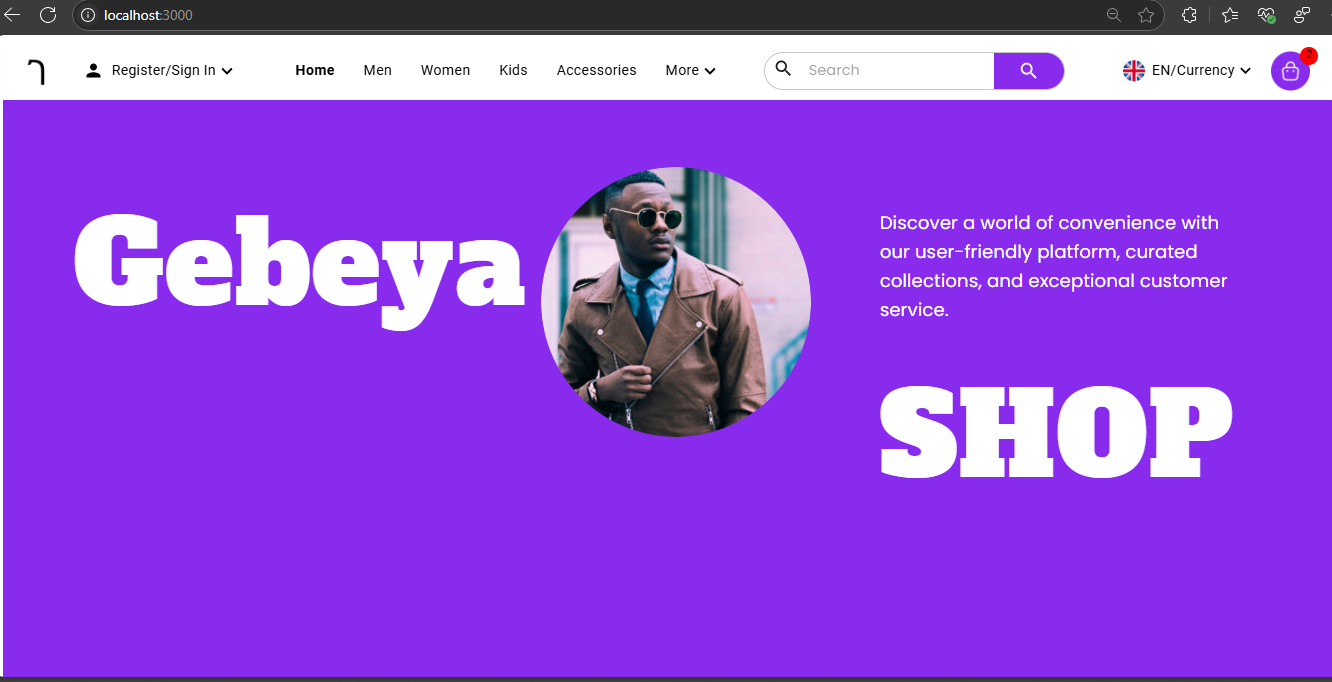 localhost:3000
ገ
Register/Sign In
Home
Men
Women
Kids
Accessories
More
Search
EN/Currency
2
Gebeya
Discover a world of convenience with
our user-friendly platform, curated
collections, and exceptional customer
service.
SHOP